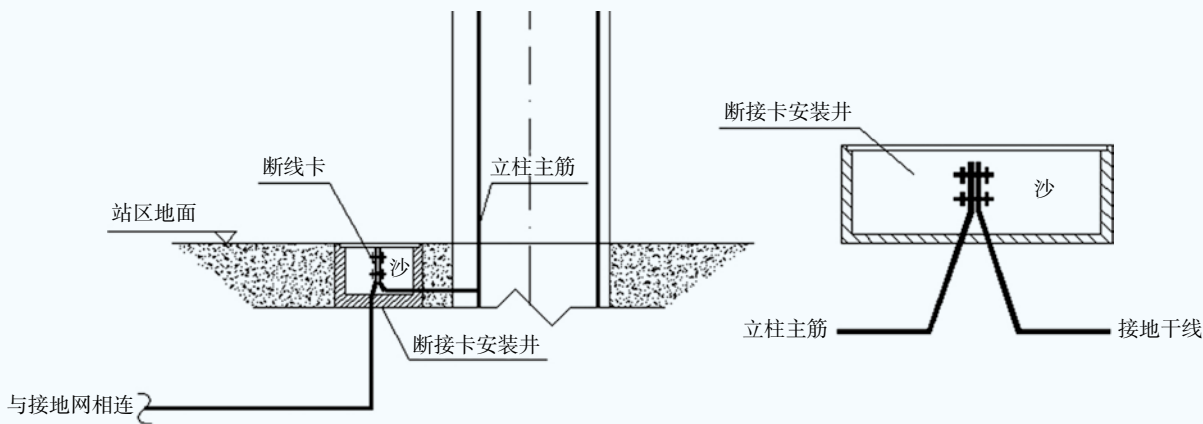 断接卡安装井
断线卡
立柱主筋
沙
站区地面
沙
断接卡安装井
立柱主筋
接地干线
与接地网相连